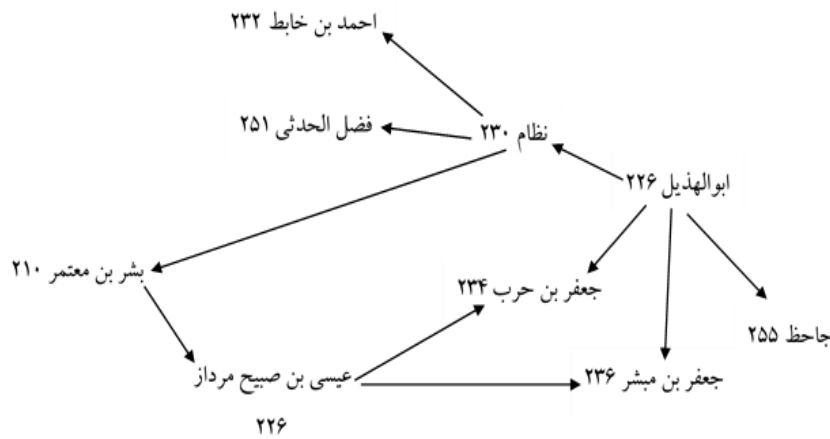 احمد بن خابط ۲۳۲
فضل الحدثی ۲۵۱
نظام ۲۳۰
ابوالهذیل ۲۲۶
بشر بن معتمر ۲۱۰
جعفر بن حرب ۲۳۴
جاحظ ۲۵۵
عیسی بن صبیح مرداز
۲۲۶
جعفر بن مبشر ۲۳۶